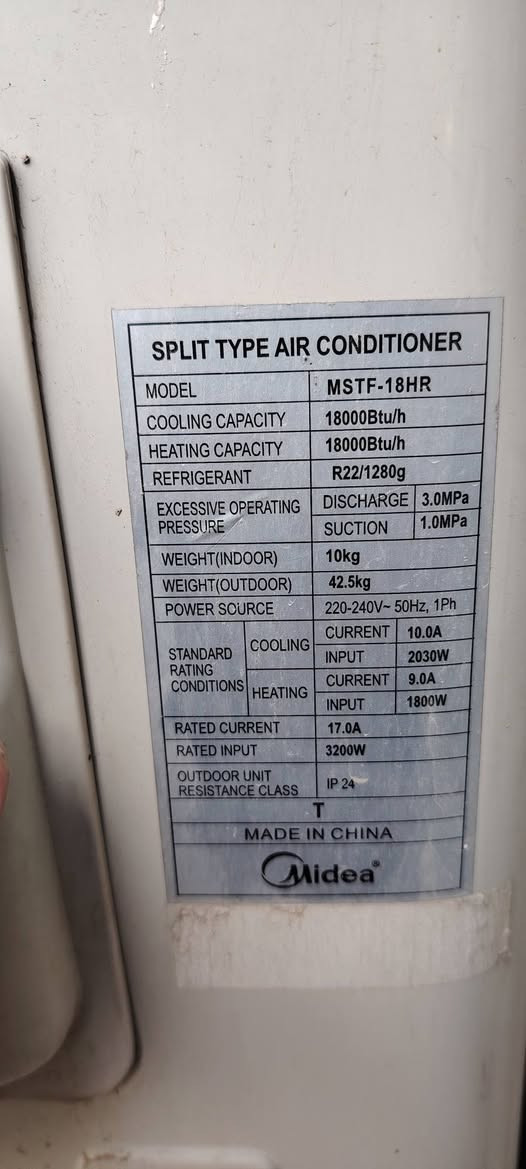 SPLIT TYPE AIR CONDITIONER
MODEL MSTF-18HR
COOLING CAPACITY 18000Btu/h
HEATING CAPACITY 18000Btu/h
REFRIGERANT R22/1280g
EXCESSIVE OPERATING PRESSURE DISCHARGE 3.0MPa
SUCTION 1.0MPa
WEIGHT(INDOOR) 10kg
WEIGHT(OUTDOOR) 42.5kg
POWER SOURCE 220-240V~ 50Hz, 1Ph
STANDARD RATING CONDITIONS COOLING CURRENT 10.0A
INPUT 2030W
HEATING CURRENT 9.0A
INPUT 1800W
RATED CURRENT 17.0A
RATED INPUT 3200W
OUTDOOR UNIT RESISTANCE CLASS IP 24
T
MADE IN CHINA
Midea®